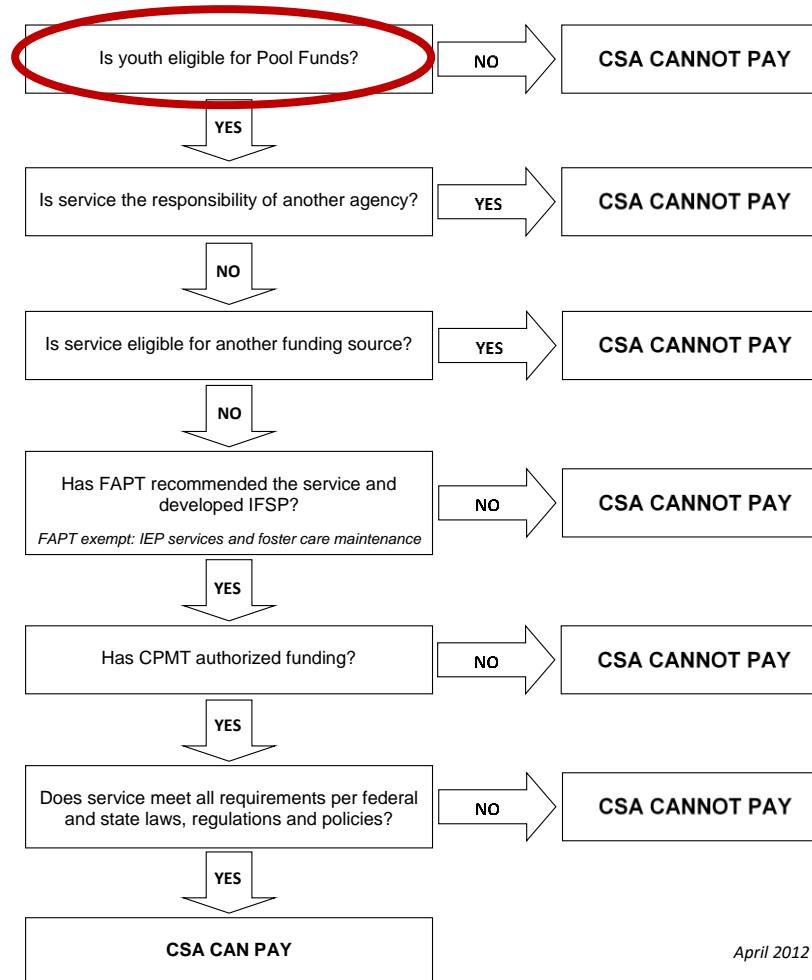 Is youth eligible for Pool Funds?
NO
CSA CANNOT PAY
YES
Is service the responsibility of another agency?
YES
CSA CANNOT PAY
NO
Is service eligible for another funding source?
YES
CSA CANNOT PAY
NO
Has FAPT recommended the service and
developed IFSP?
FAPT exempt: IEP services and foster care maintenance
NO
CSA CANNOT PAY
YES
Has CPMT authorized funding?
NO
CSA CANNOT PAY
YES
Does service meet all requirements per federal
and state laws, regulations and policies?
NO
CSA CANNOT PAY
YES
CSA CAN PAY
April 2012